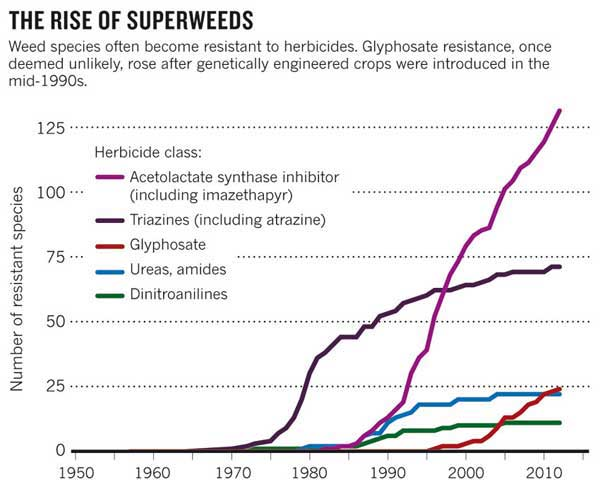 THE RISE OF SUPERWEEDS
Weed species often become resistant to herbicides. Glyphosate resistance, once
deemed unlikely, rose after genetically engineered crops were introduced in the
mid-1990s.
Number of resistant species
125
100
75
50
25
0
Herbicide class:
Acetolactate synthase inhibitor
(including imazethapyr)
Triazines (including atrazine)
Glyphosate
Ureas, amides
Dinitroanilines
1950 1960 1970 1980 1990 2000 2010